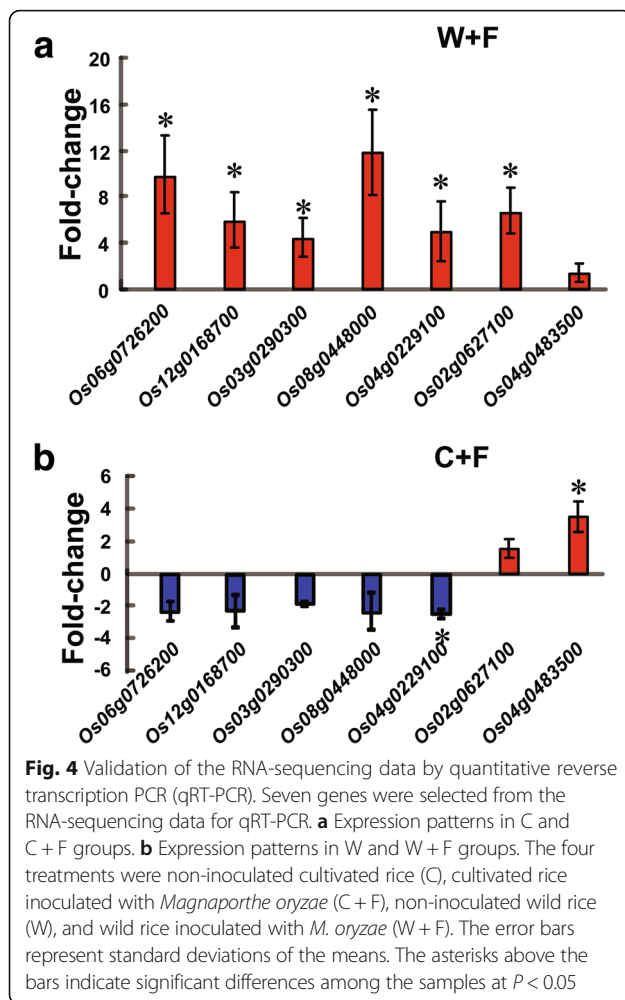 a
W+F
Fold-change
20
16
12
8
4
0
*
*
*
*
*
*
Os06g0726200
Os12g0168700
Os03g0290300
Os08g0448000
Os04g0229100
Os02g0627100
Os04g0483500
b
C+F
Fold-change
6
4
2
0
-2
-4
-6
*
*
Os06g0726200
Os12g0168700
Os03g0290300
Os08g0448000
Os04g0229100
Os02g0627100
Os04g0483500
Fig. 4 Validation of the RNA-sequencing data by quantitative reverse
transcription PCR (qRT-PCR). Seven genes were selected from the
RNA-sequencing data for qRT-PCR. a Expression patterns in C and
C + F groups. b Expression patterns in W and W + F groups. The four
treatments were non-inoculated cultivated rice (C), cultivated rice
inoculated with Magnaporthe oryzae (C + F), non-inoculated wild rice
(W), and wild rice inoculated with M. oryzae (W + F). The error bars
represent standard deviations of the means. The asterisks above the
bars indicate significant differences among the samples at P < 0.05